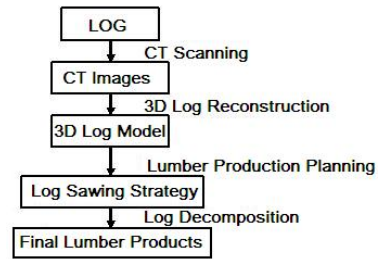 LOG
CT Scanning
CT Images
3D Log Reconstruction
3D Log Model
Lumber Production Planning
Log Sawing Strategy
Log Decomposition
Final Lumber Products